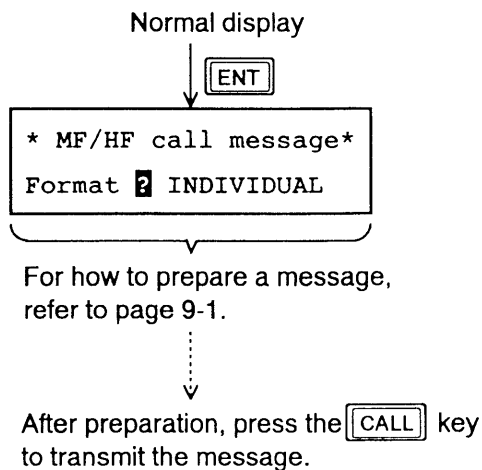 Normal display
ENT
* MF/HF call message*
Format ? INDIVIDUAL
For how to prepare a message,
refer to page 9-1.
After preparation, press the CALL key
to transmit the message.